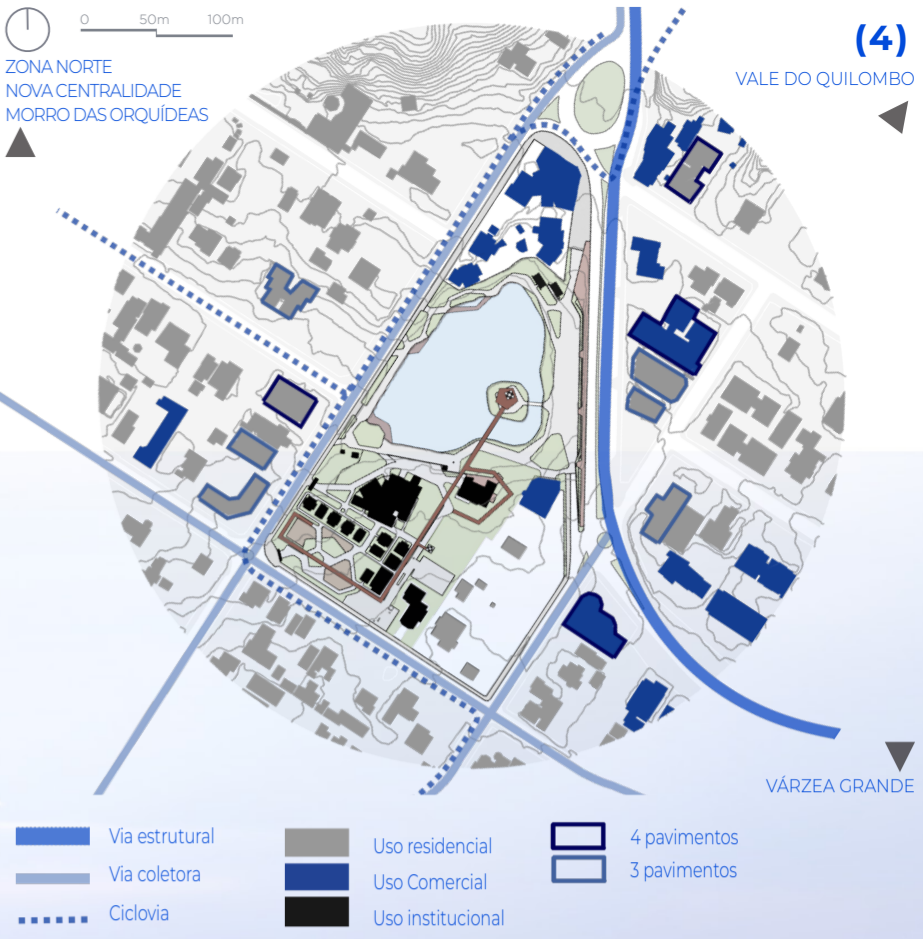 0 50m 100m
(4)
ZONA NORTE
NOVA CENTRALIDADE
MORRO DAS ORQUÍDEAS
VALE DO QUILOMBO
VÁRZEA GRANDE
Via estrutural
Via coletora
Ciclovia
Uso residencial
Uso Comercial
Uso institucional
4 pavimentos
3 pavimentos